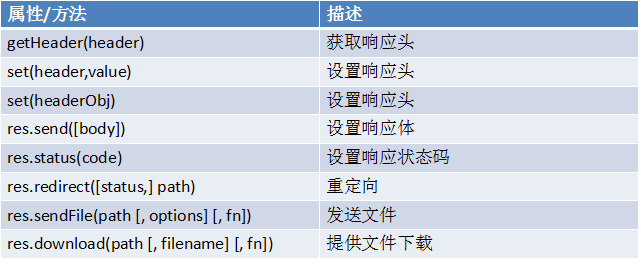 属性/方法 描述
getHeader(header) 获取响应头
set(header,value) 设置响应头
set(headerObj) 设置响应头
res.send([body]) 设置响应体
res.status(code) 设置响应状态码
res.redirect([status,] path) 重定向
res.sendFile(path [, options] [, fn]) 发送文件
res.download(path [, filename] [, fn]) 提供文件下载